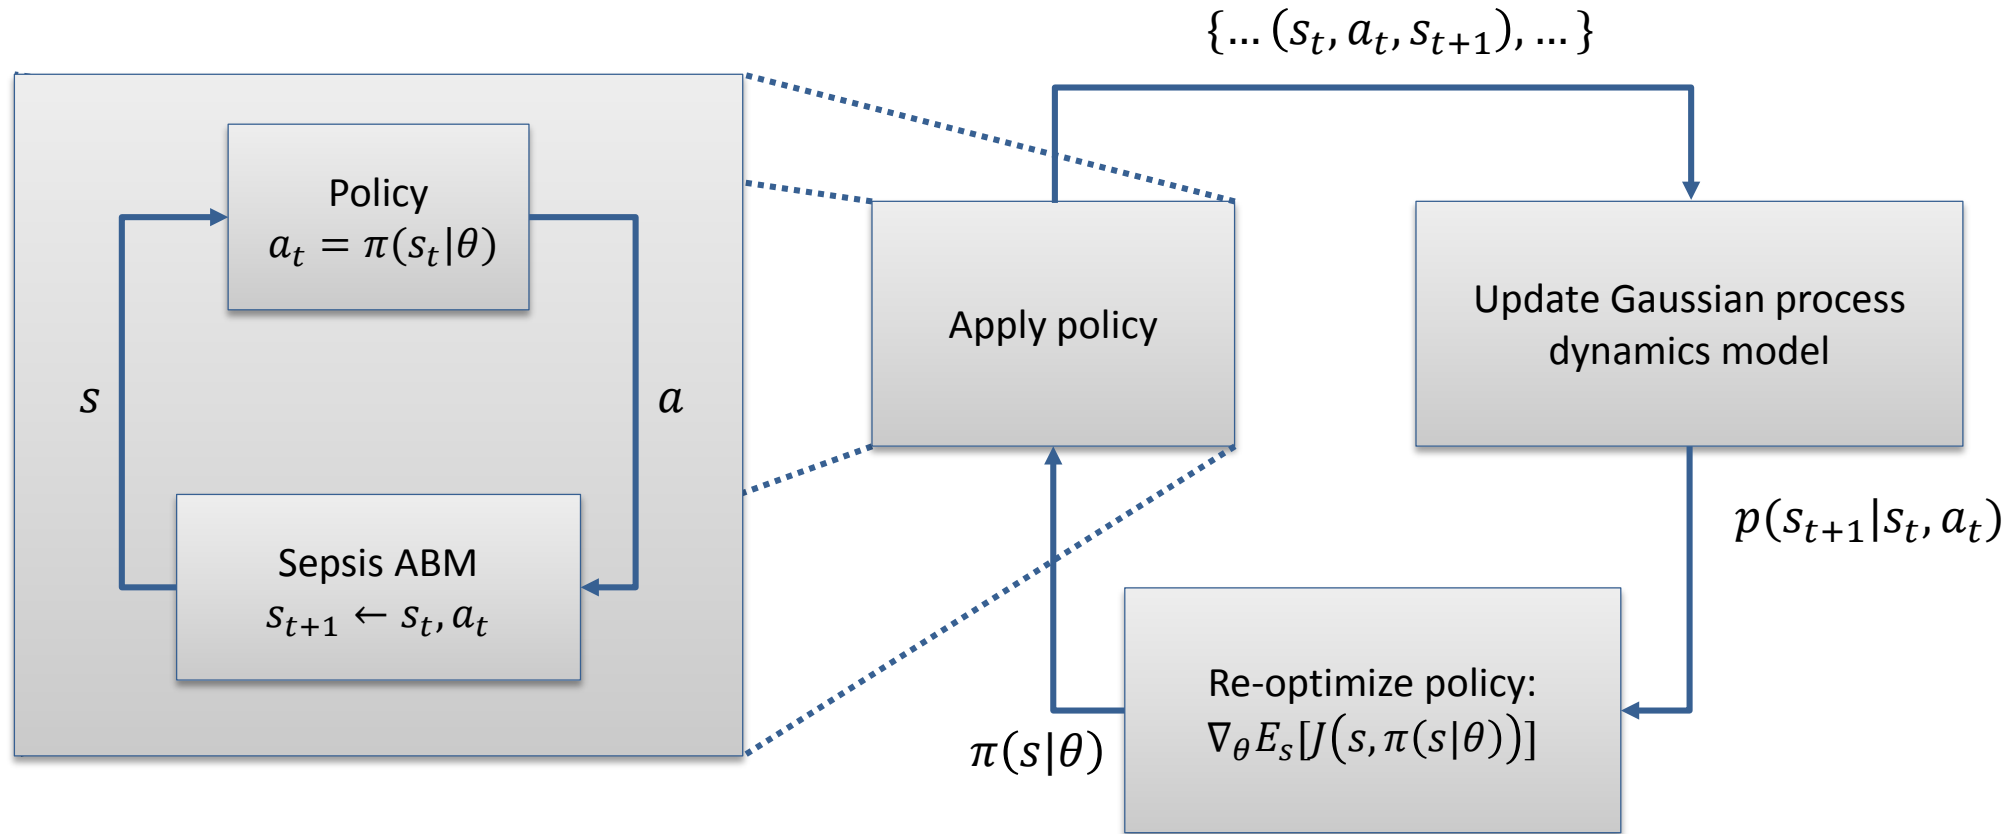 {… (s_t, a_t, s_{t+1}), … }
Policy
a_t = π(s_t|θ)
s
a
Sepsis ABM
s_{t+1} ← s_t, a_t
Apply policy
Update Gaussian process
dynamics model
p(s_{t+1}|s_t, a_t)
Re-optimize policy:
∇_θ E_s[J(s, π(s|θ))]
π(s|θ)